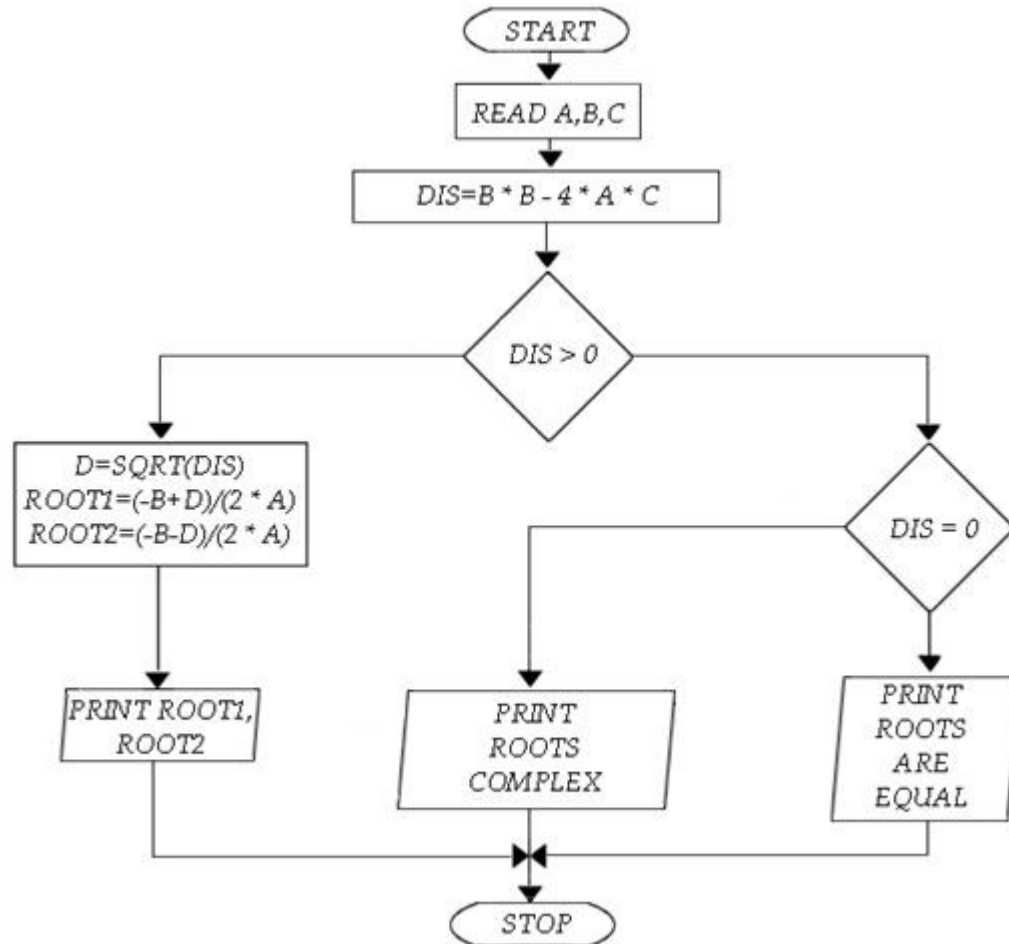 START
READ A,B,C
DIS=B * B - 4 * A * C
DIS > 0
D=SQRT(DIS)
ROOT1=(-B+D)/(2 * A)
ROOT2=(-B-D)/(2 * A)
DIS = 0
PRINT ROOT1,
ROOT2
PRINT
ROOTS
COMPLEX
PRINT
ROOTS
ARE
EQUAL
STOP